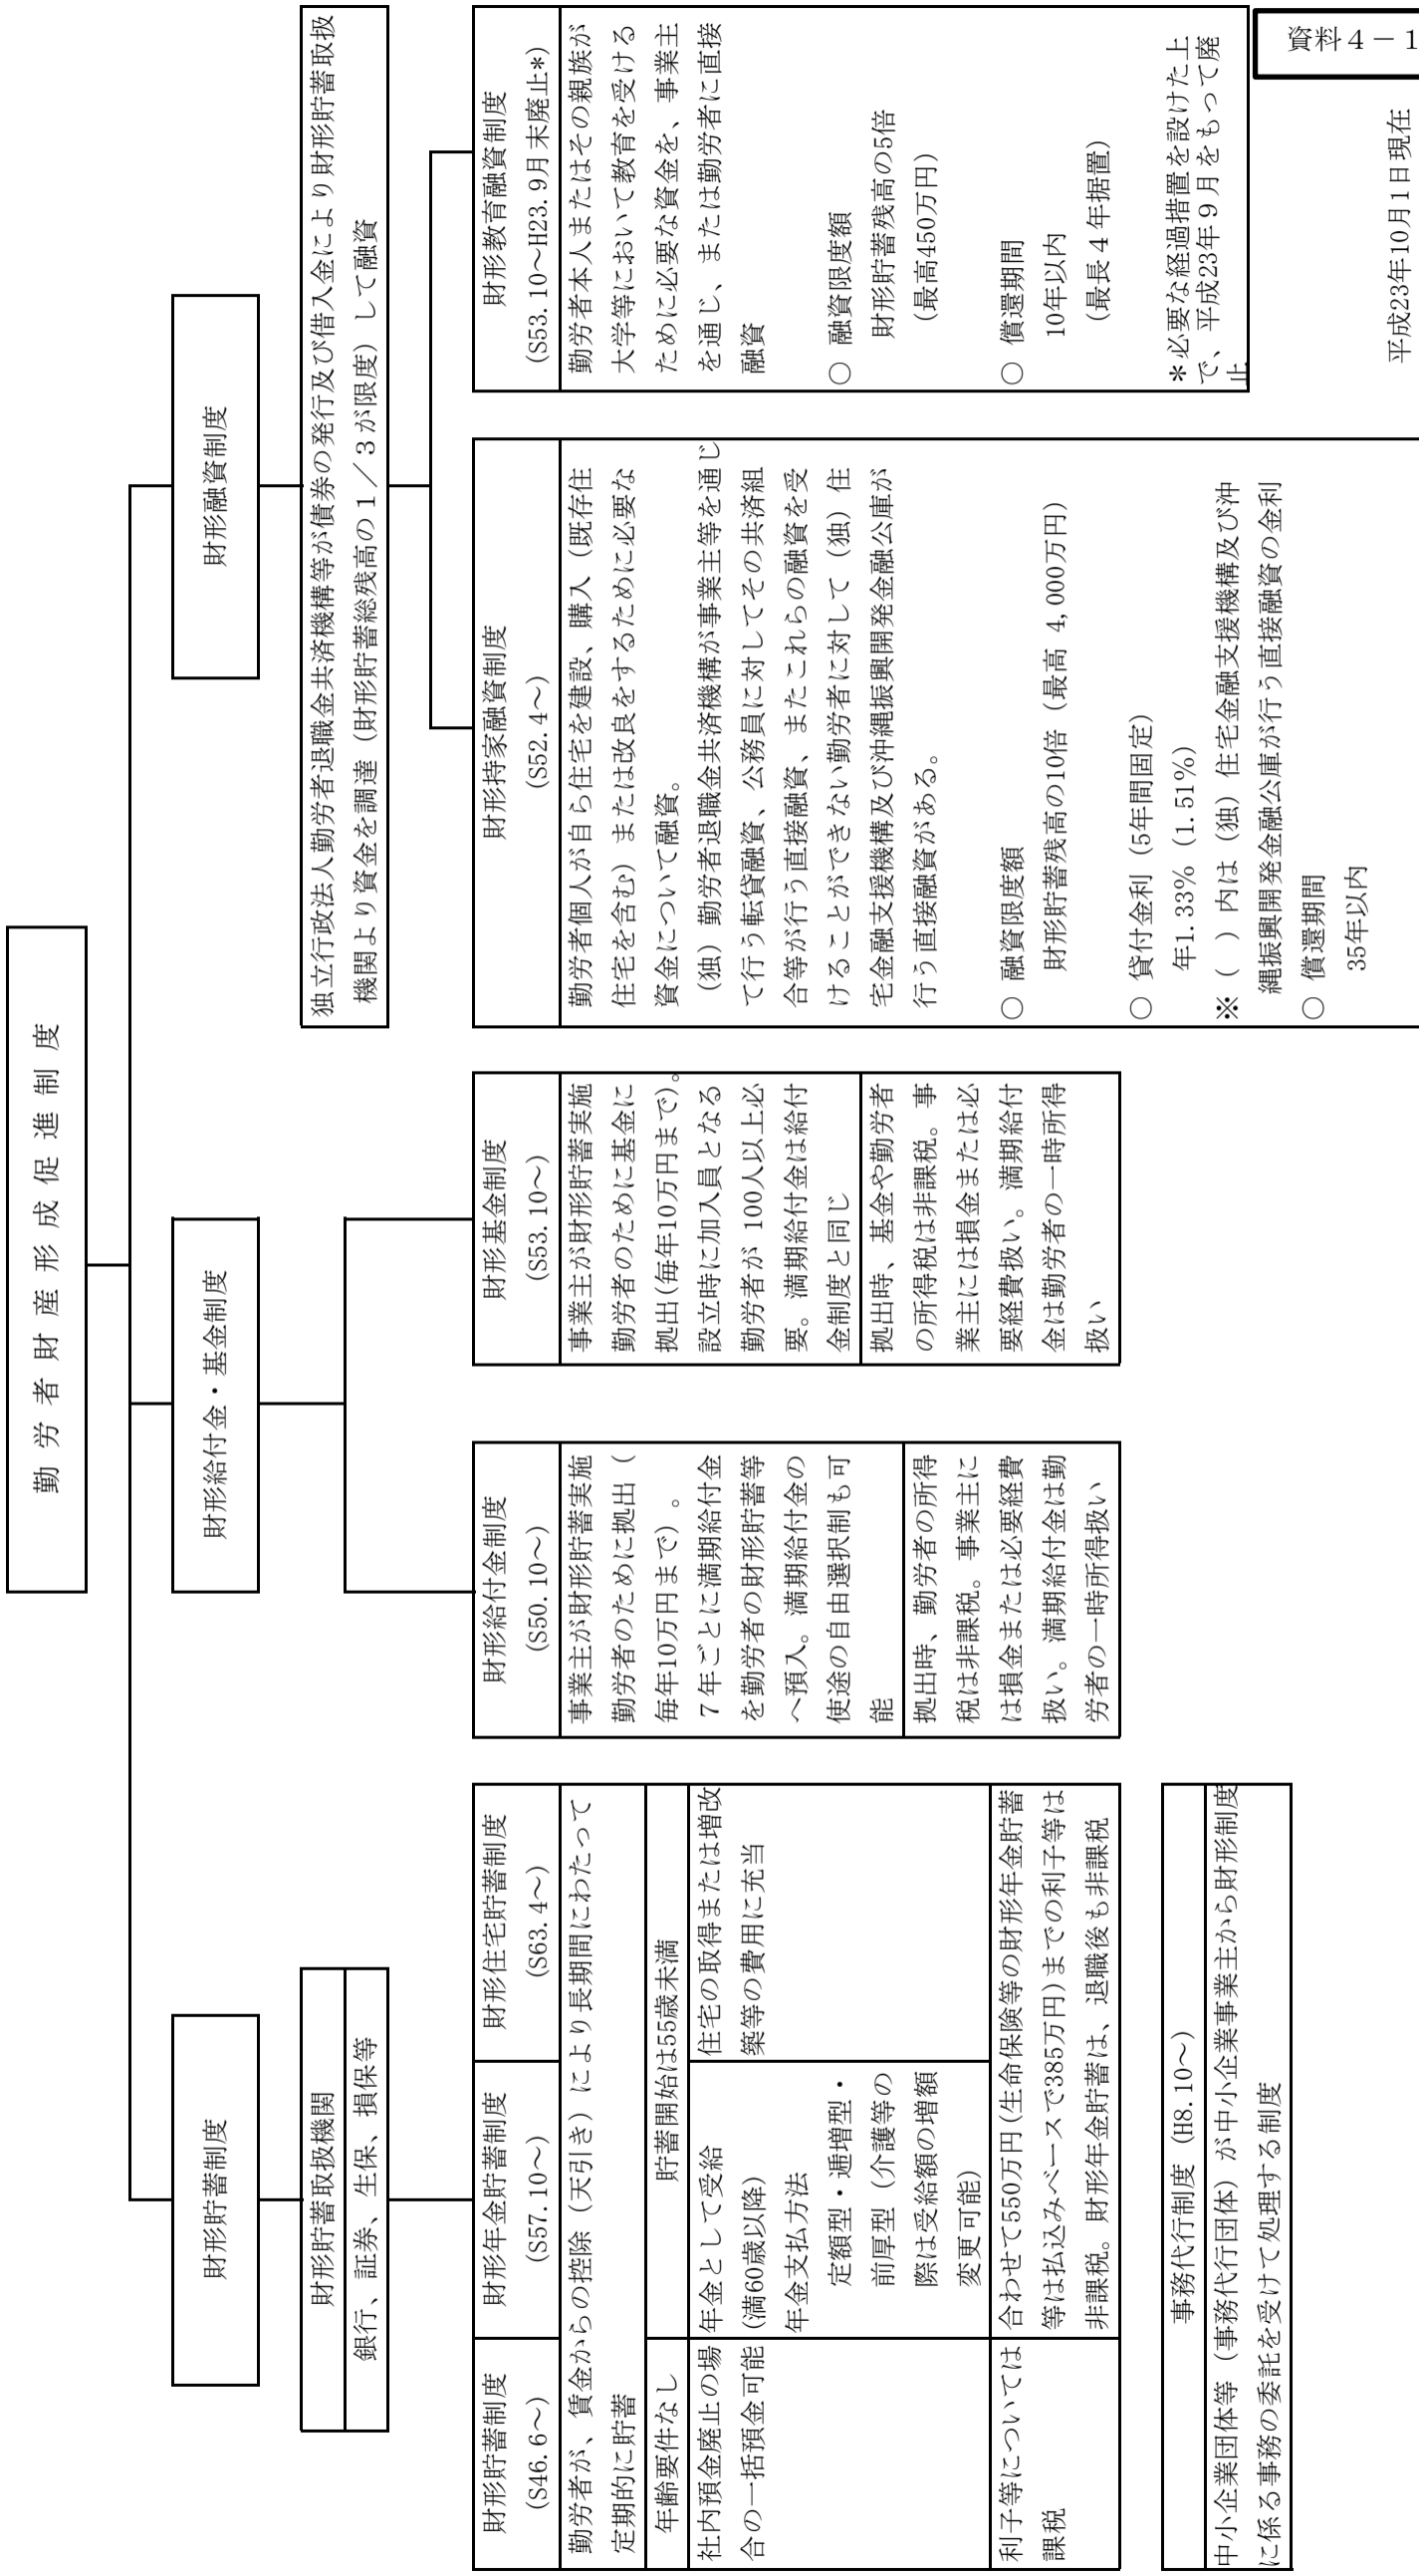 資料４－１
勤労者財産形成促進制度
財形貯蓄制度
財形給付金・基金制度
財形融資制度
財形貯蓄取扱機関
銀行、証券、生保、損保等
独立行政法人勤労者退職金共済機構等が債券の発行及び借入金により財形貯蓄取扱
機関より資金を調達（財形貯蓄総残高の１／３が限度）して融資
財形貯蓄制度
(S46.6～)
財形年金貯蓄制度
(S57.10～)
財形住宅貯蓄制度
(S63.4～)
勤労者が、賃金からの控除（天引き）により長期間にわたって
定期的に貯蓄
年齢要件なし
貯蓄開始は55歳未満
社内預金廃止の場
合の一括預金可能
年金として受給
(満60歳以降)
年金支払方法
定額型・逓増型・
前厚型（介護等の
際は受給額の増額
変更可能)
住宅の取得または増改
築等の費用に充当
利子等については
課税
合わせて550万円(生命保険等の財形年金貯蓄
等は払込みベースで385万円)までの利子等は
非課税。財形年金貯蓄は、退職後も非課税
事務代行制度（H8.10～）
中小企業団体等（事務代行団体）が中小企業事業主から財形制度
に係る事務の委託を受けて処理する制度
財形給付金制度
(S50.10～)
事業主が財形貯蓄実施
勤労者のために拠出（
毎年10万円まで）。
７年ごとに満期給付金
を勤労者の財形貯蓄等
へ預入。満期給付金の
使途の自由選択制も可
能
拠出時、勤労者の所得
税は非課税。事業主に
は損金または必要経費
扱い。満期給付金は勤
労者の一時所得扱い
財形基金制度
(S53.10～)
事業主が財形貯蓄実施
勤労者のために基金に
拠出(毎年10万円まで)。
設立時に加入員となる
勤労者が 100人以上必
要。満期給付金は給付
金制度と同じ
拠出時、基金や勤労者
の所得税は非課税。事
業主には損金または必
要経費扱い。満期給付
金は勤労者の一時所得
扱い
財形持家融資制度
(S52.4～)
勤労者個人が自ら住宅を建設、購入（既存住
住宅を含む）または改良をするために必要な
資金について融資。
（独）勤労者退職金共済機構が事業主等を通じ
て行う転貸融資、公務員に対してその共済組
合等が行う直接融資、またこれらの融資を受
けることができない勤労者に対して（独）住
宅金融支援機構及び沖縄振興開発金融公庫が
行う直接融資がある。
○ 融資限度額
財形貯蓄残高の10倍（最高 4,000万円）
○ 貸付金利（5年間固定）
年1.33%（1.51%）
※（　）内は（独）住宅金融支援機構及び沖
縄振興開発金融公庫が行う直接融資の金利
○ 償還期間
35年以内
財形教育融資制度
(S53.10～H23.9月末廃止*)
勤労者本人またはその親族が
大学等において教育を受ける
ために必要な資金を、事業主
を通じ、または勤労者に直接
融資
○ 融資限度額
財形貯蓄残高の5倍
(最高450万円)
○ 償還期間
10年以内
(最長４年据置)
＊必要な経過措置を設けた上
で、平成23年９月をもって廃
止
平成23年10月1日現在